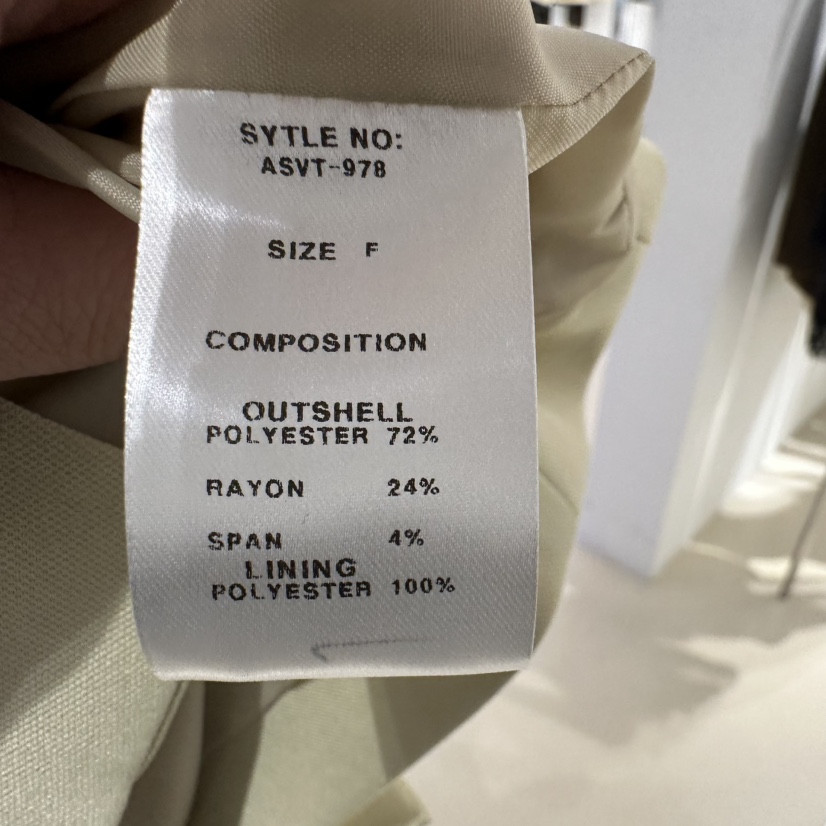 SYTLE NO:
ASVT-978
SIZE F
COMPOSITION
OUTSHELL
POLYESTER 72%
RAYON 24%
SPAN 4%
LINING
POLYESTER 100%